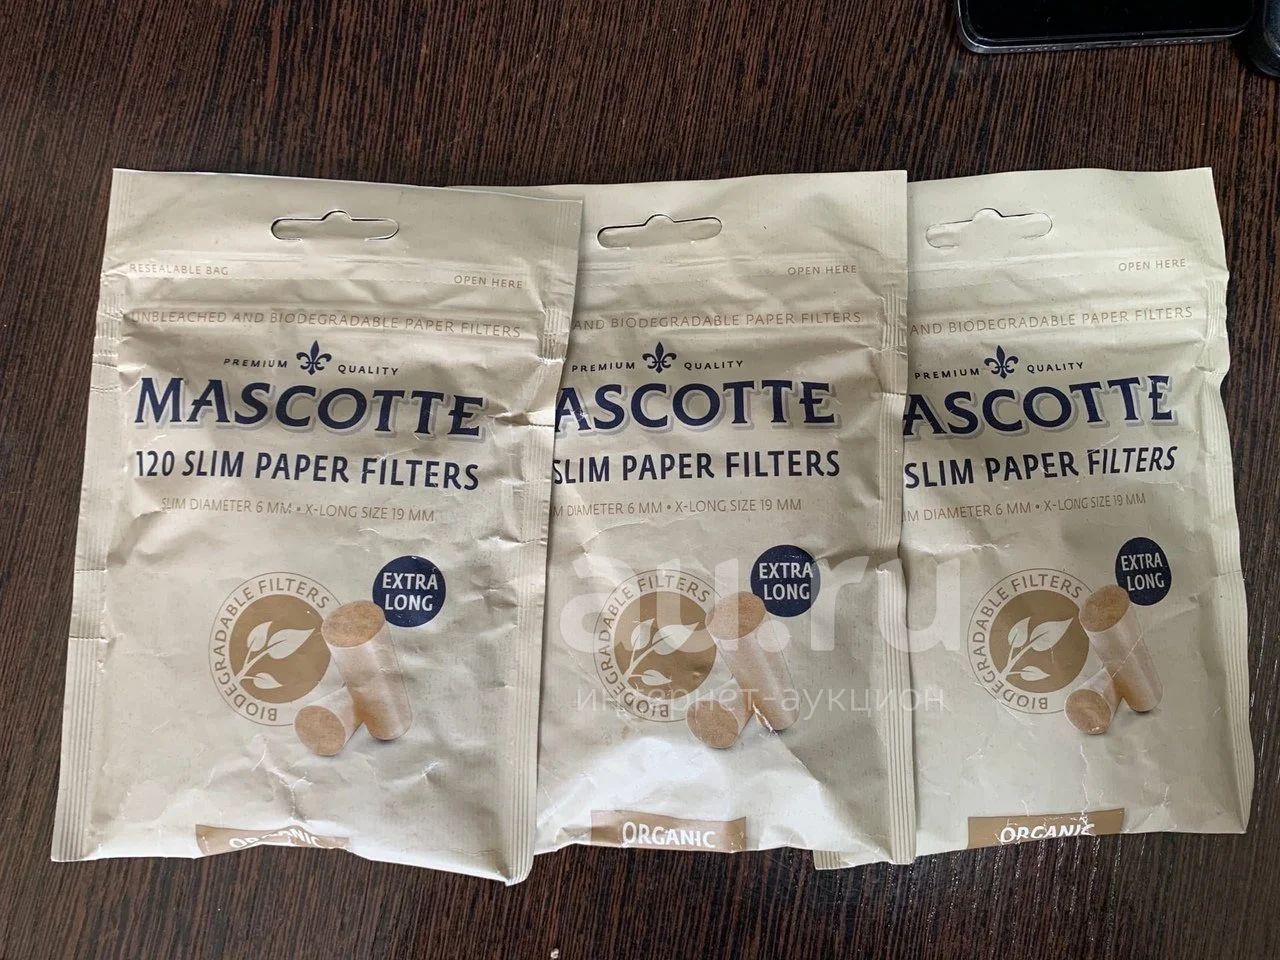 RESEALABLE BAG
OPEN HERE
UNBLEACHED AND BIODEGRADABLE PAPER FILTERS
PREMIUM QUALITY
MASCOTTE
120 SLIM PAPER FILTERS
SLIM DIAMETER 6 MM • X-LONG SIZE 19 MM
EXTRA
LONG
BIODEGRADABLE FILTERS
ORGANIC
OPEN HERE
AND BIODEGRADABLE PAPER FILTERS
PREMIUM QUALITY
ASCOTTE
SLIM PAPER FILTERS
M DIAMETER 6 MM • X-LONG SIZE 19 MM
EXTRA
LONG
BIODEGRADABLE FILTERS
ORGANIC
OPEN HERE
AND BIODEGRADABLE PAPER FILTERS
PREMIUM QUALITY
ASCOTTE
SLIM PAPER FILTERS
IM DIAMETER 6 MM • X-LONG SIZE 19 MM
EXTRA
LONG
BIODEGRADABLE FILTERS
ORGANIC
au.ru
интернет-аукцион